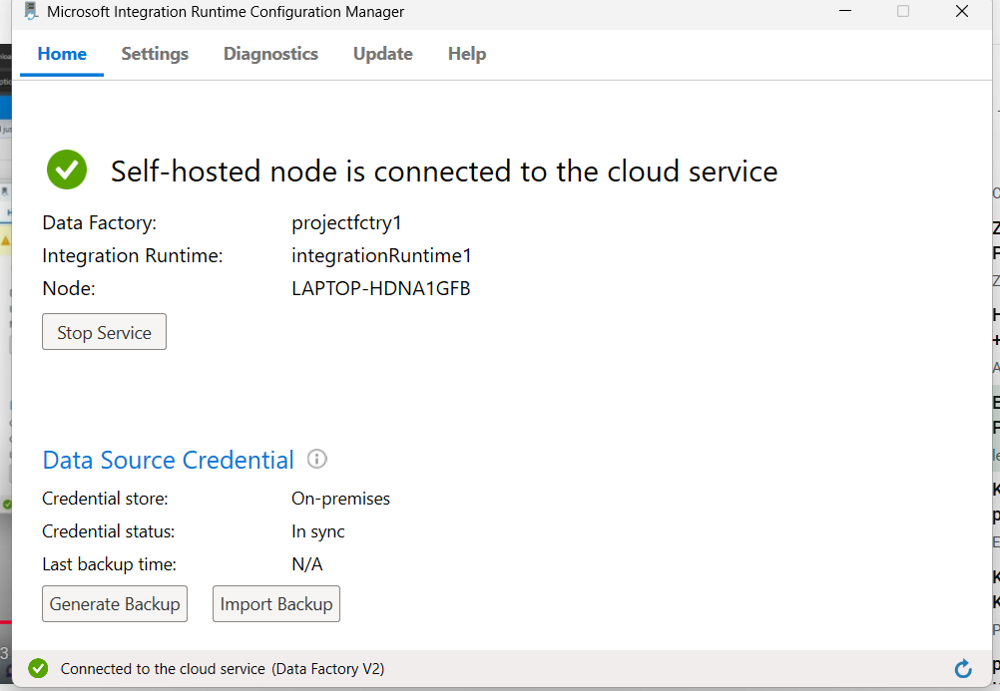 Microsoft Integration Runtime Configuration Manager
Home Settings Diagnostics Update Help
Self-hosted node is connected to the cloud service
Data Factory: projectfctry1
Integration Runtime: integrationRuntime1
Node: LAPTOP-HDNA1GFB
Stop Service
Data Source Credential
Credential store: On-premises
Credential status: In sync
Last backup time: N/A
Generate Backup Import Backup
Connected to the cloud service (Data Factory V2)